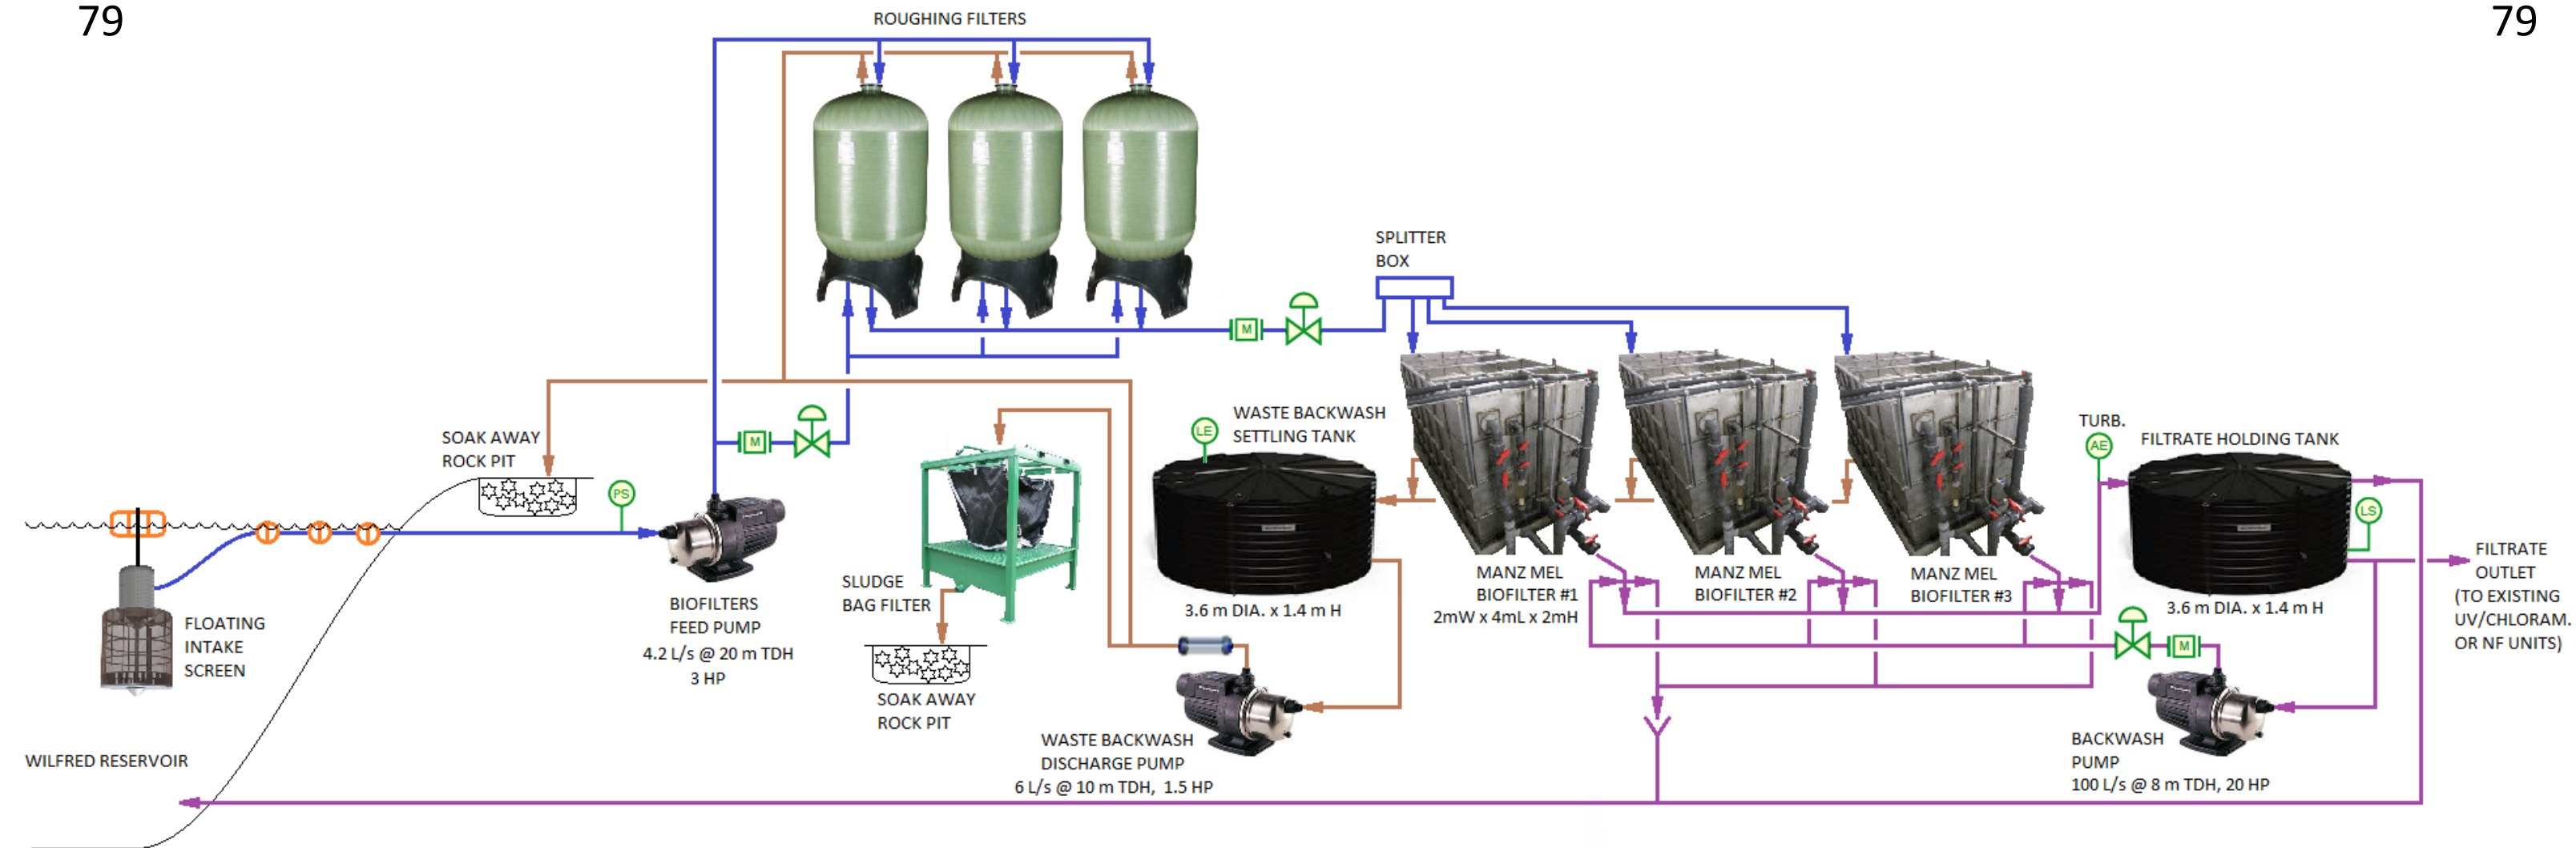 79
79
ROUGHING FILTERS
SPLITTER
BOX
M
M
SOAK AWAY
ROCK PIT
PS
LE
WASTE BACKWASH
SETTLING TANK
TURB.
AE
FILTRATE HOLDING TANK
LS
FLOATING
INTAKE
SCREEN
BIOFILTERS
FEED PUMP
4.2 L/s @ 20 m TDH
3 HP
SLUDGE
BAG FILTER
SOAK AWAY
ROCK PIT
3.6 m DIA. x 1.4 m H
MANZ MEL
BIOFILTER #1
2mW x 4mL x 2mH
MANZ MEL
BIOFILTER #2
MANZ MEL
BIOFILTER #3
3.6 m DIA. x 1.4 m H
FILTRATE
OUTLET
(TO EXISTING
UV/CHLORAM.
OR NF UNITS)
M
WASTE BACKWASH
DISCHARGE PUMP
6 L/s @ 10 m TDH, 1.5 HP
BACKWASH
PUMP
100 L/s @ 8 m TDH, 20 HP
WILFRED RESERVOIR